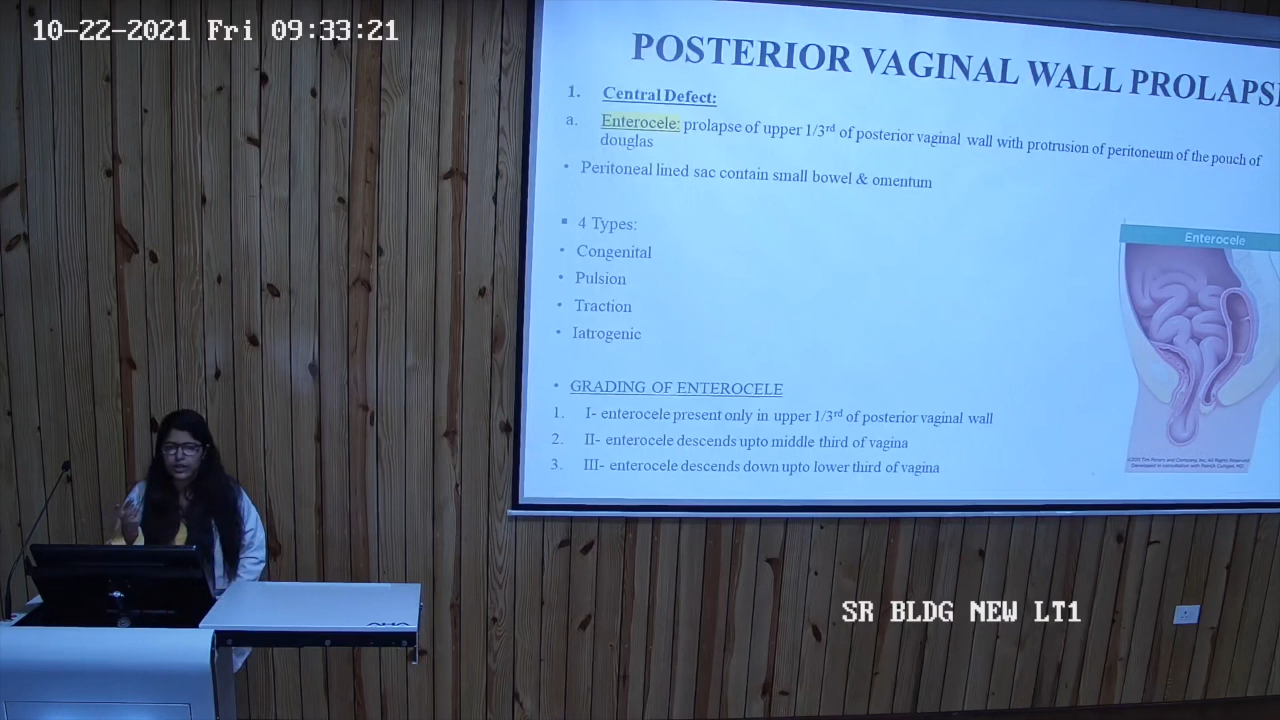 10-22-2021 Fri 09:33:21
POSTERIOR VAGINAL WALL PROLAPS
1. Central Defect:
a. Enterocele: prolapse of upper 1/3rd of posterior vaginal wall with protrusion of peritoneum of the pouch of
douglas
• Peritoneal lined sac contain small bowel & omentum
▪ 4 Types:
• Congenital
• Pulsion
• Traction
• Iatrogenic
Enterocele
• GRADING OF ENTEROCELE
1. I- enterocele present only in upper 1/3rd of posterior vaginal wall
2. II- enterocele descends upto middle third of vagina
3. III- enterocele descends down upto lower third of vagina
SR BLDG NEW LT1